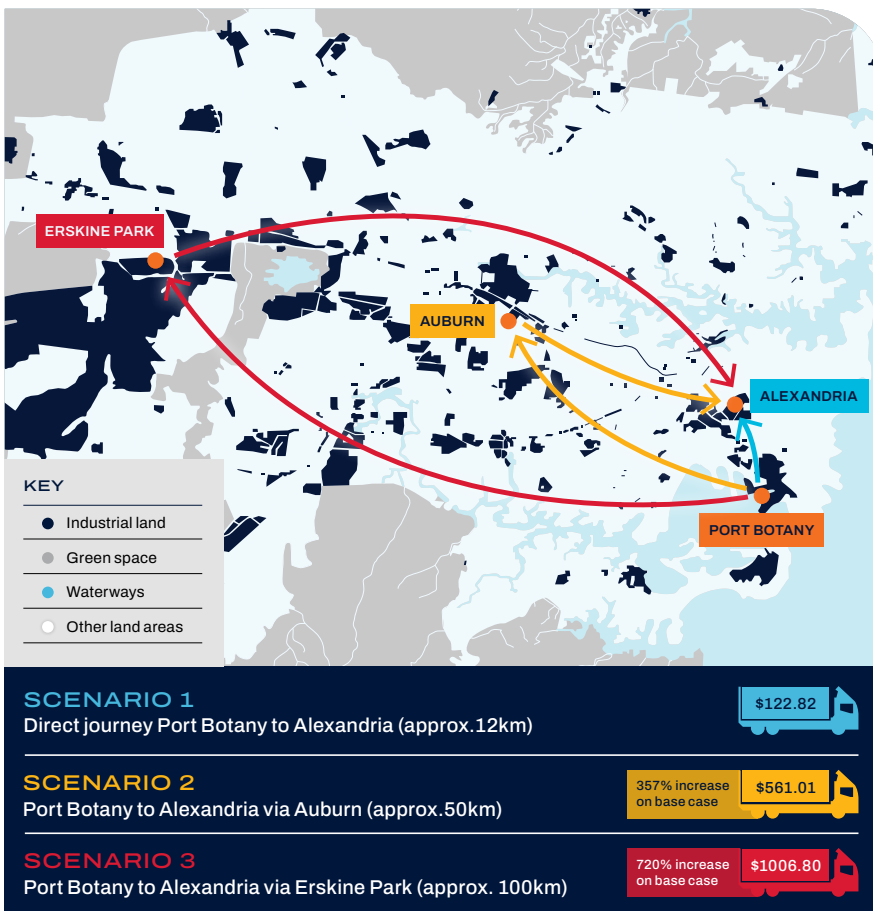 ERSKINE PARK
AUBURN
ALEXANDRIA
PORT BOTANY
KEY
Industrial land
Green space
Waterways
Other land areas
SCENARIO 1
Direct journey Port Botany to Alexandria (approx.12km)
$122.82
SCENARIO 2
Port Botany to Alexandria via Auburn (approx.50km)
357% increase
on base case
$561.01
SCENARIO 3
Port Botany to Alexandria via Erskine Park (approx. 100km)
720% increase
on base case
$1006.80